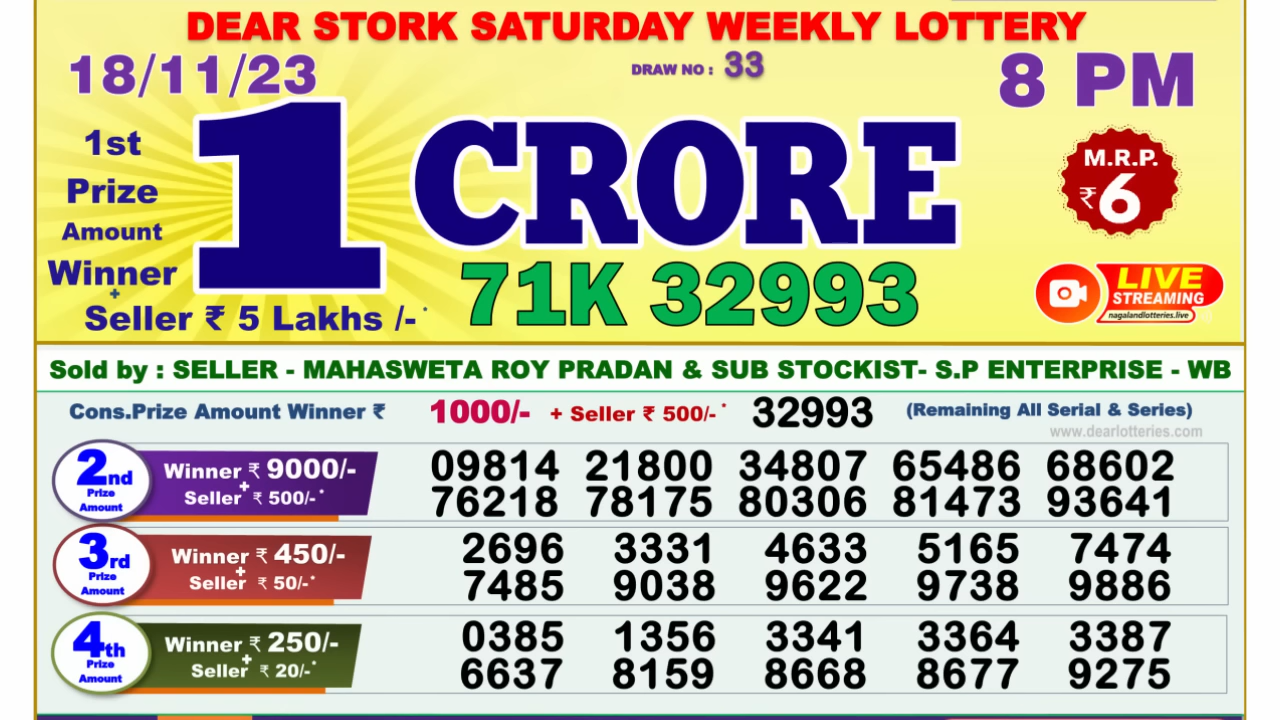 DEAR STORK SATURDAY WEEKLY LOTTERY
18/11/23
DRAW NO : 33
8 PM
1st
Prize
Amount
Winner
+
Seller ₹ 5 Lakhs /-*
1 CRORE
71K 32993
M.R.P.
₹6
LIVE
STREAMING
nagalandlotteries.live
Sold by : SELLER - MAHASWETA ROY PRADAN & SUB STOCKIST- S.P ENTERPRISE - WB
Cons.Prize Amount Winner ₹ 1000/- + Seller ₹ 500/-* 32993 (Remaining All Serial & Series)
www.dearlotteries.com
2nd
Prize
Amount
Winner ₹ 9000/-
+
Seller ₹ 500/-*
09814 21800 34807 65486 68602
76218 78175 80306 81473 93641
3rd
Prize
Amount
Winner ₹ 450/-
+
Seller ₹ 50/-*
2696 3331 4633 5165 7474
7485 9038 9622 9738 9886
4th
Prize
Amount
Winner ₹ 250/-
+
Seller ₹ 20/-*
0385 1356 3341 3364 3387
6637 8159 8668 8677 9275